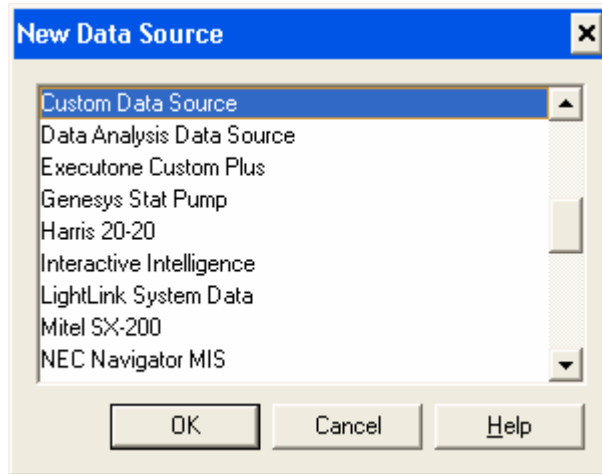 New Data Source
Custom Data Source
Data Analysis Data Source
Executone Custom Plus
Genesys Stat Pump
Harris 20-20
Interactive Intelligence
LightLink System Data
Mitel SX-200
NEC Navigator MIS
OK Cancel Help